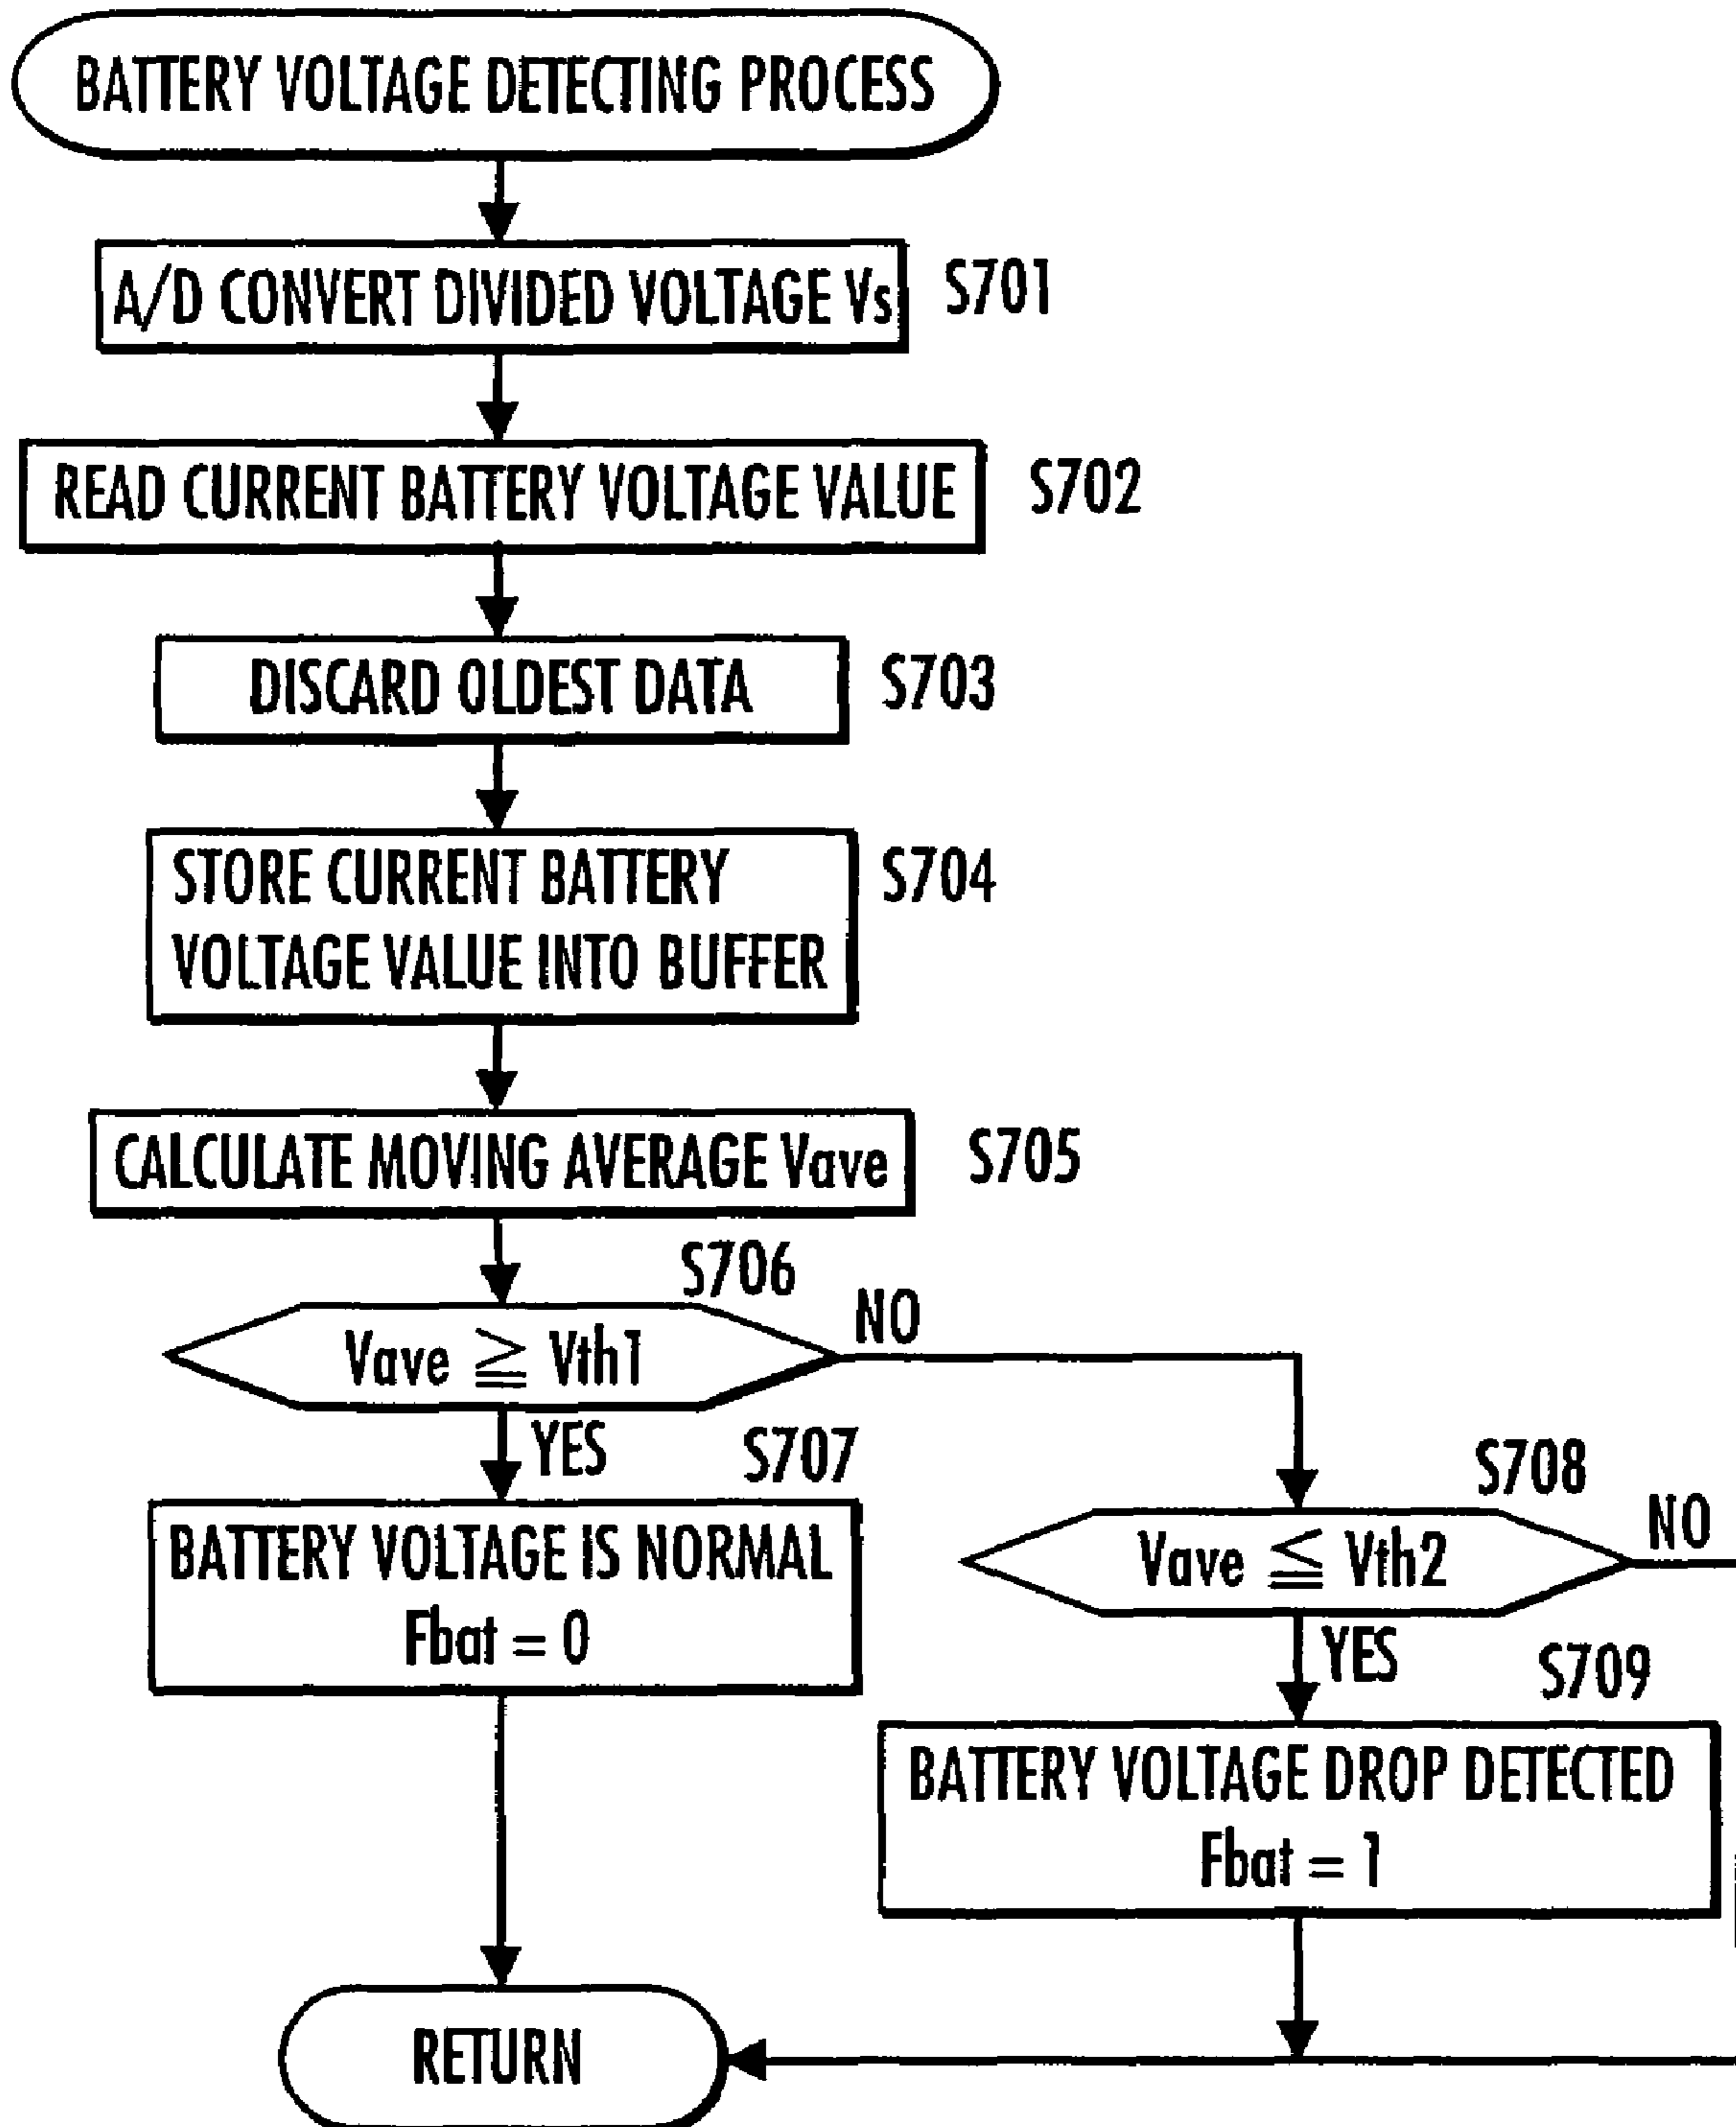 BATTERY VOLTAGE DETECTING PROCESS
A/D CONVERT DIVIDED VOLTAGE Vs
S701
READ CURRENT BATTERY VOLTAGE VALUE
S702
DISCARD OLDEST DATA
S703
STORE CURRENT BATTERY
VOLTAGE VALUE INTO BUFFER
S704
CALCULATE MOVING AVERAGE Vave
S705
S706
Vave ≧ Vth1
NO
YES
S707
BATTERY VOLTAGE IS NORMAL
Fbat = 0
S708
Vave ≦ Vth2
NO
YES
S709
BATTERY VOLTAGE DROP DETECTED
Fbat = 1
RETURN